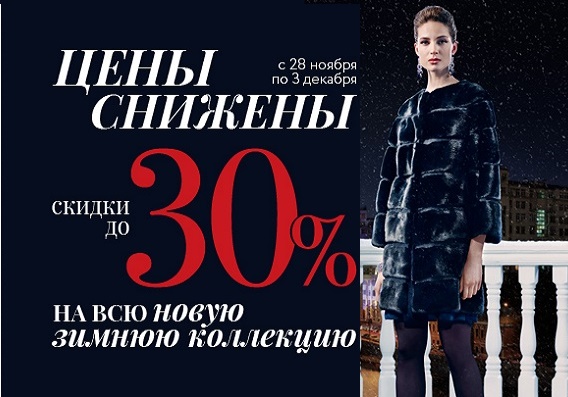 ЦЕНЫ
СНИЖЕНЫ
с 28 ноября
по 3 декабря
скидки
до
30%
на всю новую
зимнюю коллекцию